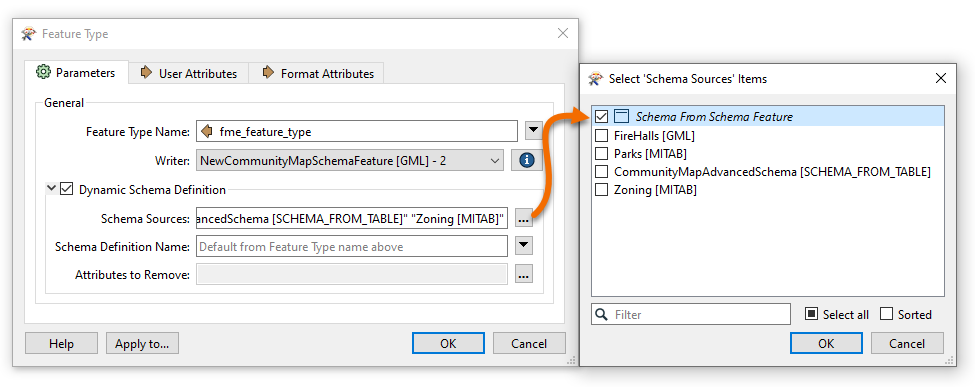 Feature Type
Parameters
User Attributes
Format Attributes
General
Feature Type Name: fme_feature_type
Writer: NewCommunityMapSchemaFeature [GML] - 2
Dynamic Schema Definition
Schema Sources: ancedSchema [SCHEMA_FROM_TABLE]" "Zoning [MITAB]" ...
Schema Definition Name: Default from Feature Type name above
Attributes to Remove: ...
Help
Apply to...
OK
Cancel
Select 'Schema Sources' Items
Schema From Schema Feature
FireHalls [GML]
Parks [MITAB]
CommunityMapAdvancedSchema [SCHEMA_FROM_TABLE]
Zoning [MITAB]
Filter
Select all
Sorted
OK
Cancel